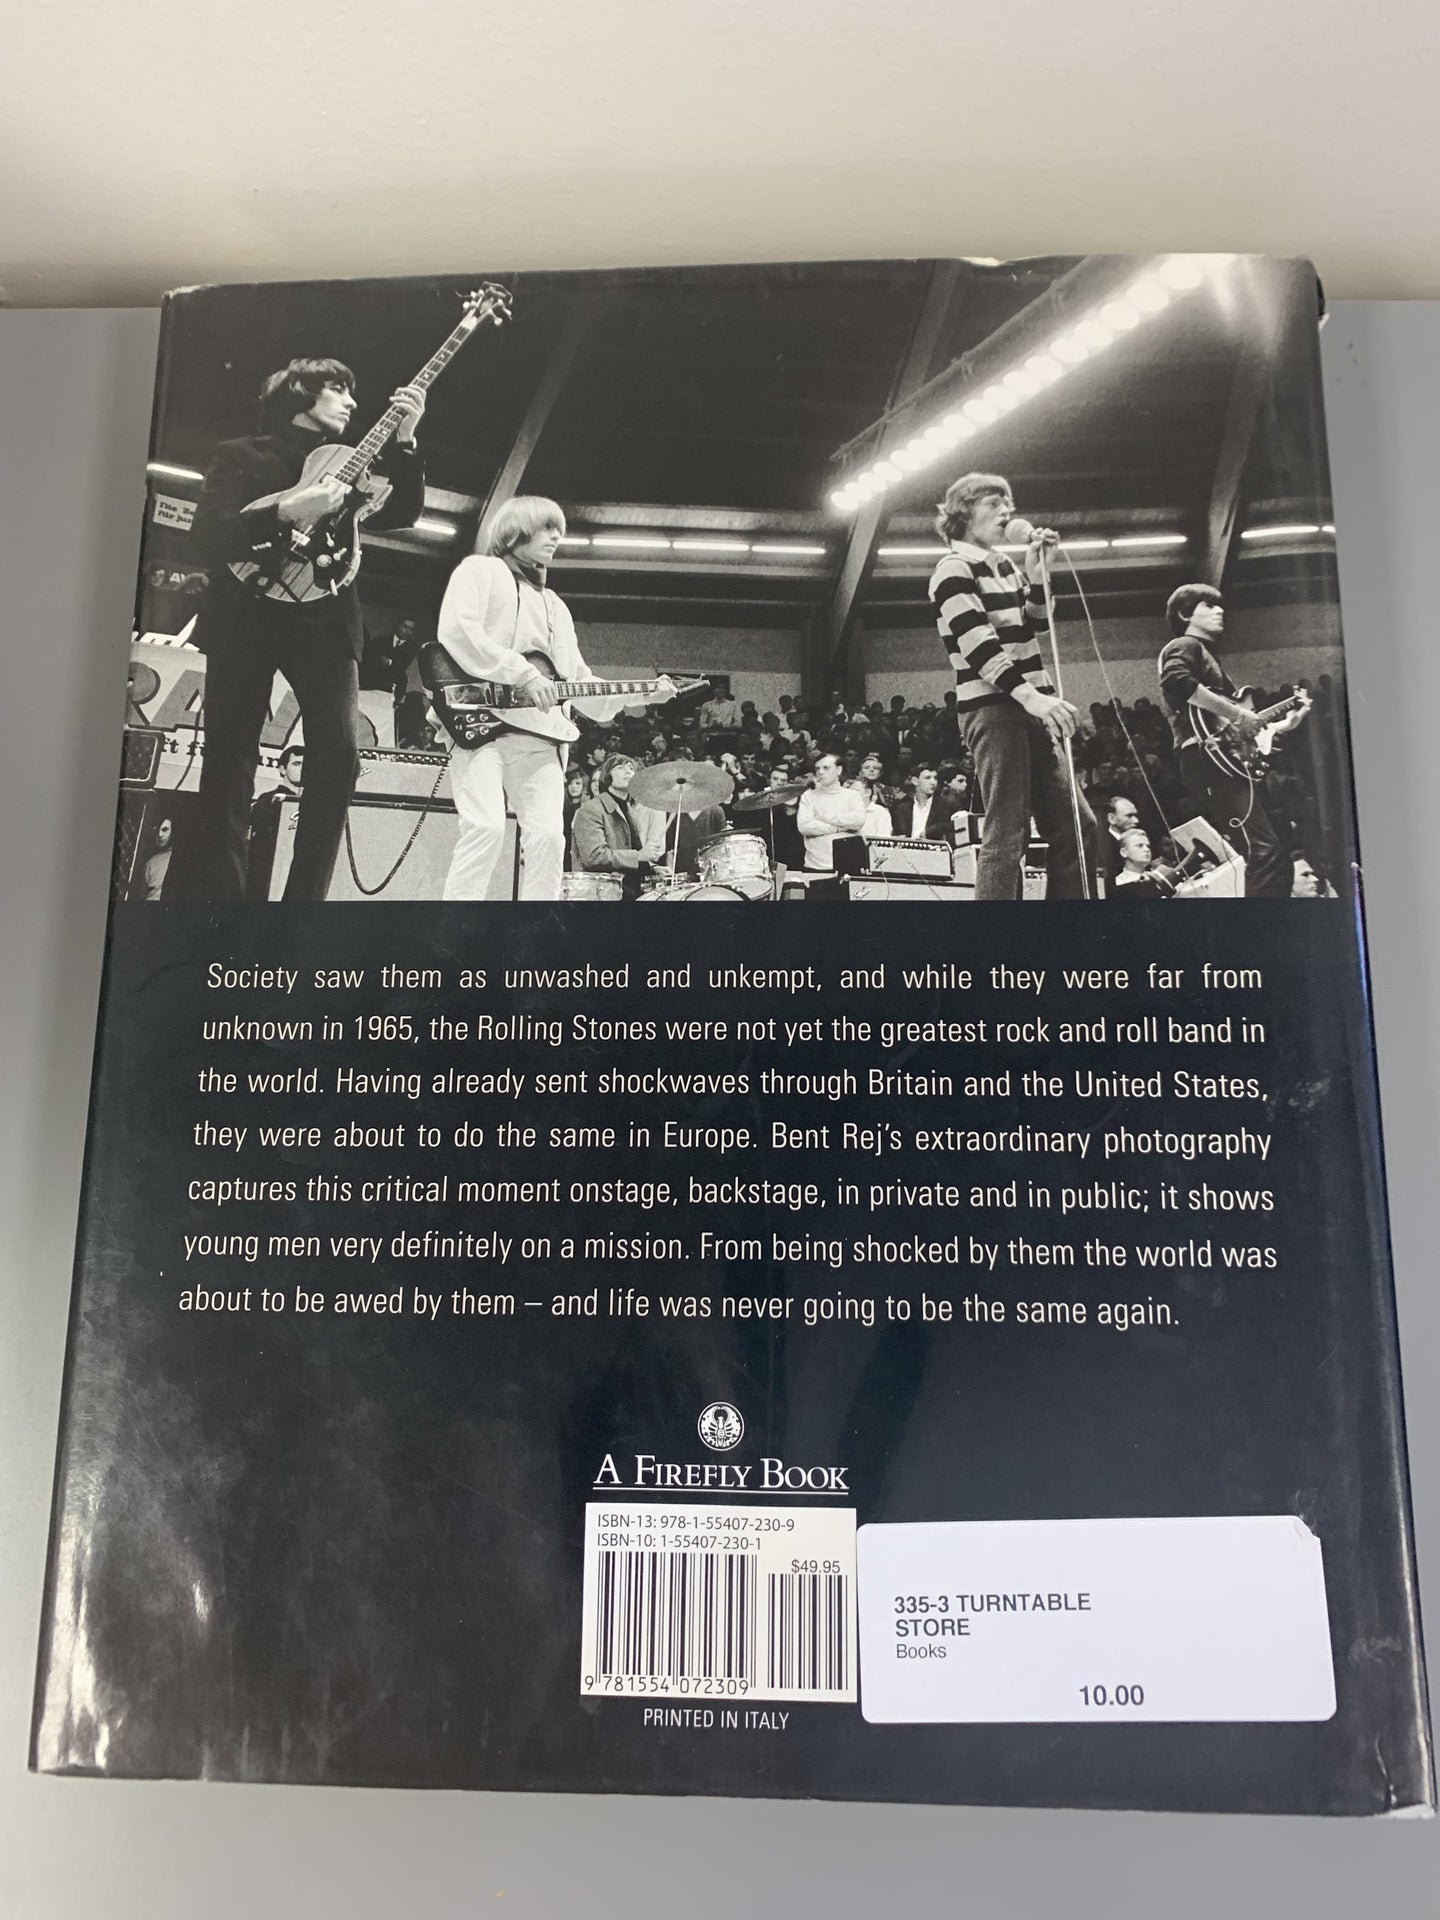 Die Ze
für jun
RAM
Society saw them as unwashed and unkempt, and while they were far from
unknown in 1965, the Rolling Stones were not yet the greatest rock and roll band in
the world. Having already sent shockwaves through Britain and the United States,
they were about to do the same in Europe. Bent Rej's extraordinary photography
captures this critical moment onstage, backstage, in private and in public; it shows
young men very definitely on a mission. From being shocked by them the world was
about to be awed by them – and life was never going to be the same again.
A FIREFLY BOOK
ISBN-13: 978-1-55407-230-9
ISBN-10: 1-55407-230-1
$49.95
9 781554 072309
PRINTED IN ITALY
335-3 TURNTABLE
STORE
Books
10.00